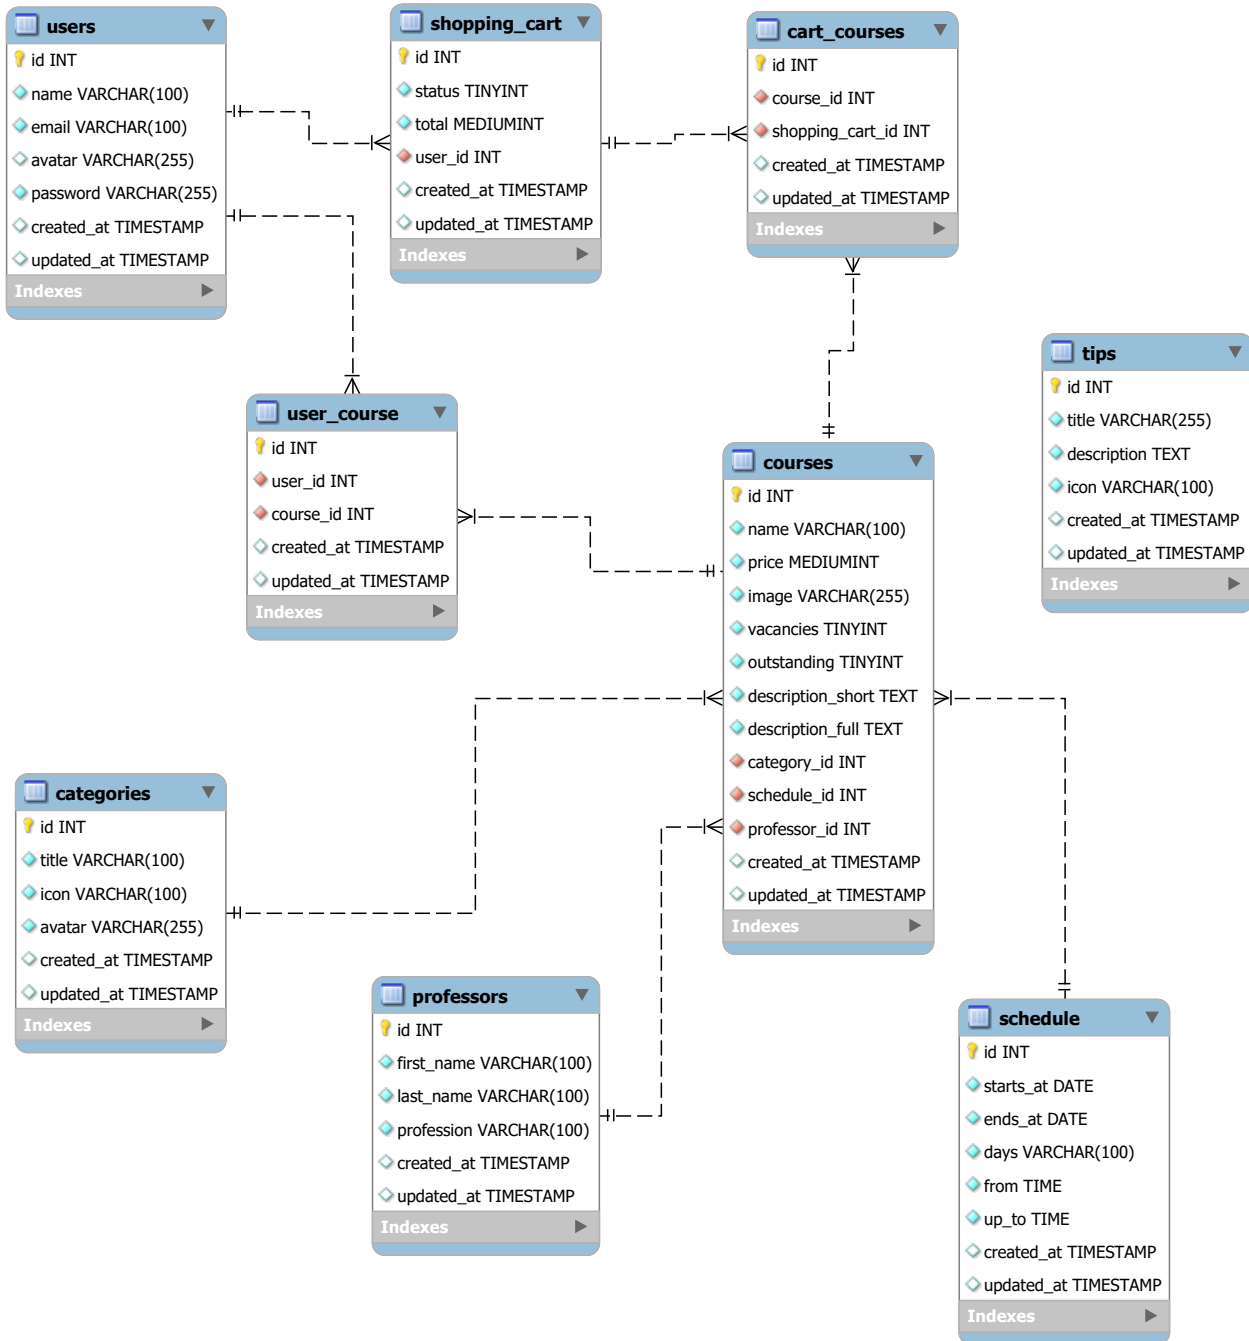 users
id INT
name VARCHAR(100)
email VARCHAR(100)
avatar VARCHAR(255)
password VARCHAR(255)
created_at TIMESTAMP
updated_at TIMESTAMP
Indexes
shopping_cart
id INT
status TINYINT
total MEDIUMINT
user_id INT
created_at TIMESTAMP
updated_at TIMESTAMP
Indexes
cart_courses
id INT
course_id INT
shopping_cart_id INT
created_at TIMESTAMP
updated_at TIMESTAMP
Indexes
tips
id INT
title VARCHAR(255)
description TEXT
icon VARCHAR(100)
created_at TIMESTAMP
updated_at TIMESTAMP
Indexes
user_course
id INT
user_id INT
course_id INT
created_at TIMESTAMP
updated_at TIMESTAMP
Indexes
courses
id INT
name VARCHAR(100)
price MEDIUMINT
image VARCHAR(255)
vacancies TINYINT
outstanding TINYINT
description_short TEXT
description_full TEXT
category_id INT
schedule_id INT
professor_id INT
created_at TIMESTAMP
updated_at TIMESTAMP
Indexes
categories
id INT
title VARCHAR(100)
icon VARCHAR(100)
avatar VARCHAR(255)
created_at TIMESTAMP
updated_at TIMESTAMP
Indexes
professors
id INT
first_name VARCHAR(100)
last_name VARCHAR(100)
profession VARCHAR(100)
created_at TIMESTAMP
updated_at TIMESTAMP
Indexes
schedule
id INT
starts_at DATE
ends_at DATE
days VARCHAR(100)
from TIME
up_to TIME
created_at TIMESTAMP
updated_at TIMESTAMP
Indexes